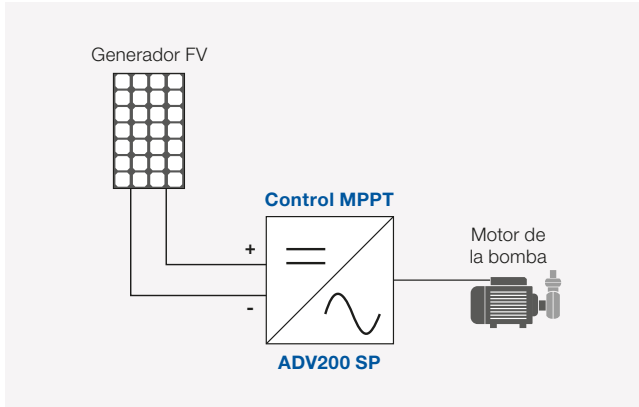 Generador FV
Control MPPT
+
-
Motor de
la bomba
ADV200 SP